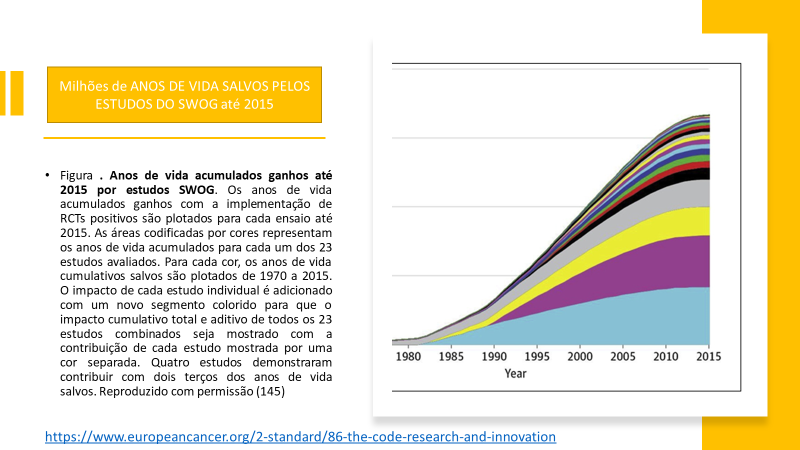 Milhões de ANOS DE VIDA SALVOS PELOS
ESTUDOS DO SWOG até 2015
• Figura . Anos de vida acumulados ganhos até
2015 por estudos SWOG. Os anos de vida
acumulados ganhos com a implementação de
RCTs positivos são plotados para cada ensaio até
2015. As áreas codificadas por cores representam
os anos de vida acumulados para cada um dos 23
estudos avaliados. Para cada cor, os anos de vida
cumulativos salvos são plotados de 1970 a 2015.
O impacto de cada estudo individual é adicionado
com um novo segmento colorido para que o
impacto cumulativo total e aditivo de todos os 23
estudos combinados seja mostrado com a
contribuição de cada estudo mostrada por uma
cor separada. Quatro estudos demonstraram
contribuir com dois terços dos anos de vida
salvos. Reproduzido com permissão (145)
1980 1985 1990 1995 2000 2005 2010 2015
Year
https://www.europeancancer.org/2-standard/86-the-code-research-and-innovation